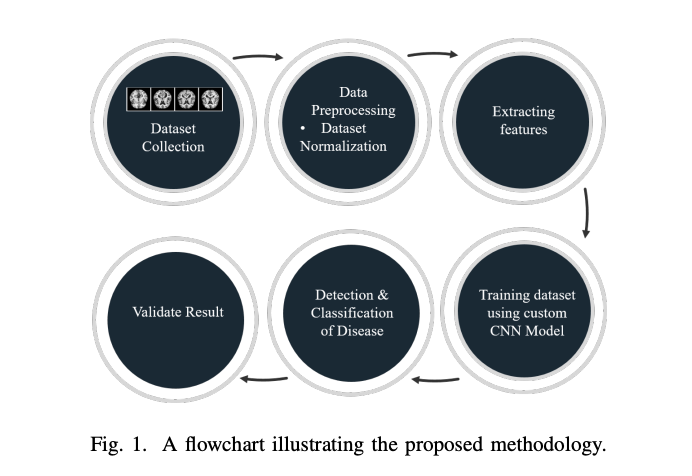 Dataset
Collection
Data
Preprocessing
• Dataset
Normalization
Extracting
features
Training dataset
using custom
CNN Model
Detection &
Classification
of Disease
Validate Result
Fig. 1. A flowchart illustrating the proposed methodology.